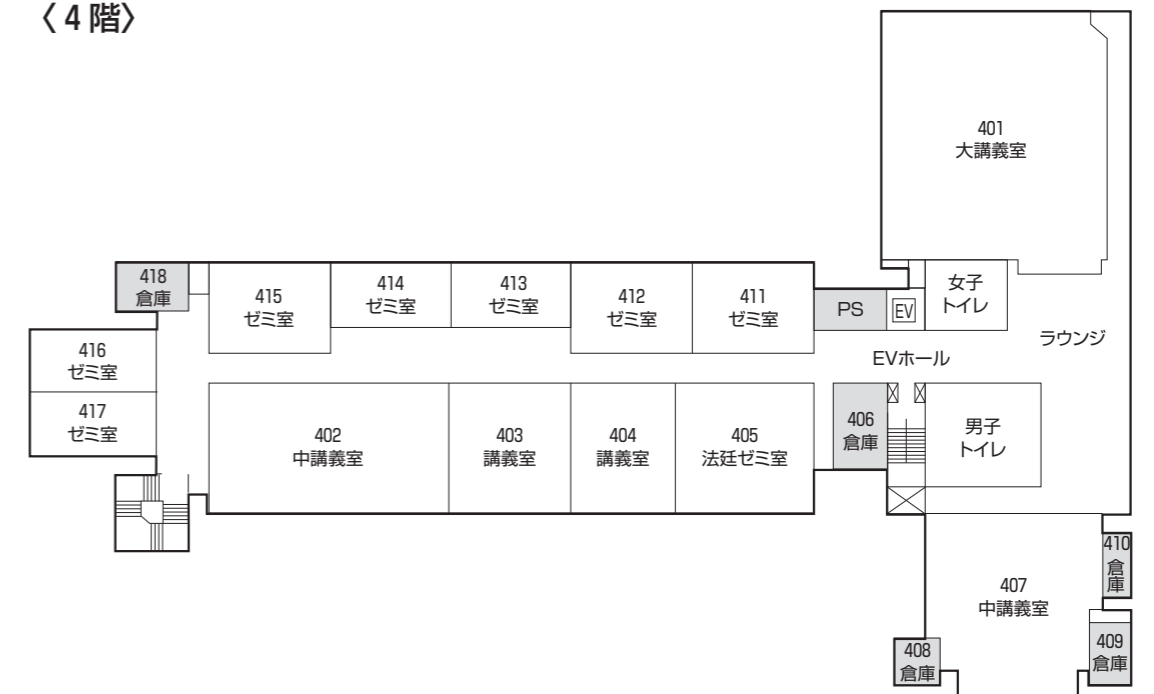 〈4階〉
401
大講義室
418
倉庫
415
ゼミ室
414
ゼミ室
413
ゼミ室
412
ゼミ室
411
ゼミ室
PS
EV
女子
トイレ
ラウンジ
EVホール
416
ゼミ室
417
ゼミ室
402
中講義室
403
講義室
404
講義室
405
法廷ゼミ室
406
倉庫
男子
トイレ
407
中講義室
410
倉庫
408
倉庫
409
倉庫